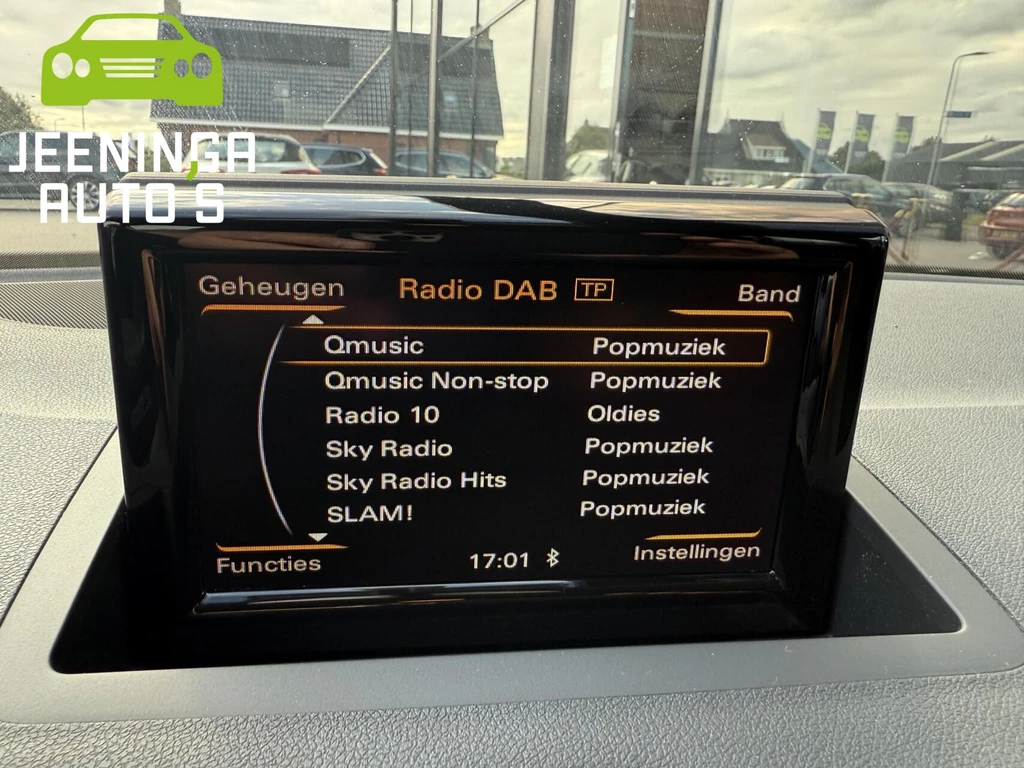 JEENINGA
AUTO'S
Geheugen Radio DAB TP Band
Qmusic Popmuziek
Qmusic Non-stop Popmuziek
Radio 10 Oldies
Sky Radio Popmuziek
Sky Radio Hits Popmuziek
SLAM! Popmuziek
Functies 17:01 Instellingen